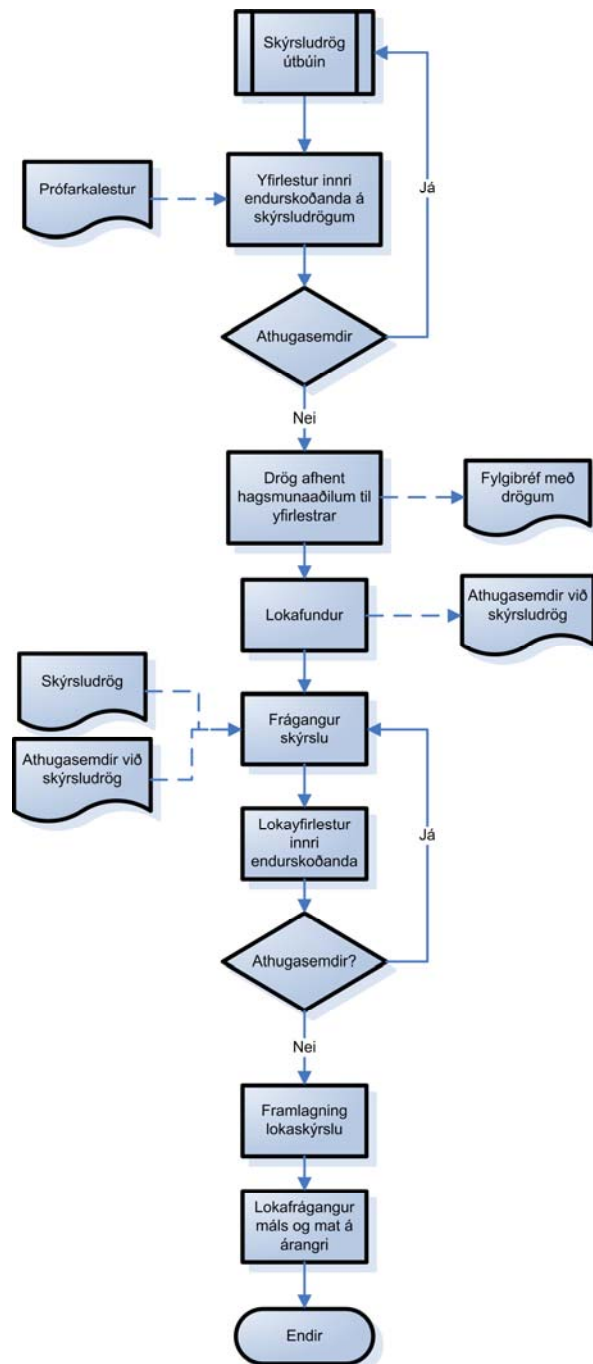 Skýrsludrög
útbúin
Já
Prófarkalestur
Yfirlestur innri
endurskoðanda á
skýrsludrögum
Athugasemdir
Nei
Drög afhent
hagsmunaaðilum til
yfirlestrar
Fylgibréf með
drögum
Lokafundur
Athugasemdir við
skýrsludrög
Skýrsludrög
Athugasemdir við
skýrsludrög
Frágangur
skýrslu
Lokayfirlestur
innri
endurskoðanda
Já
Athugasemdir?
Nei
Framlagning
lokaskýrslu
Lokafrágangur
máls og mat á
árangri
Endir